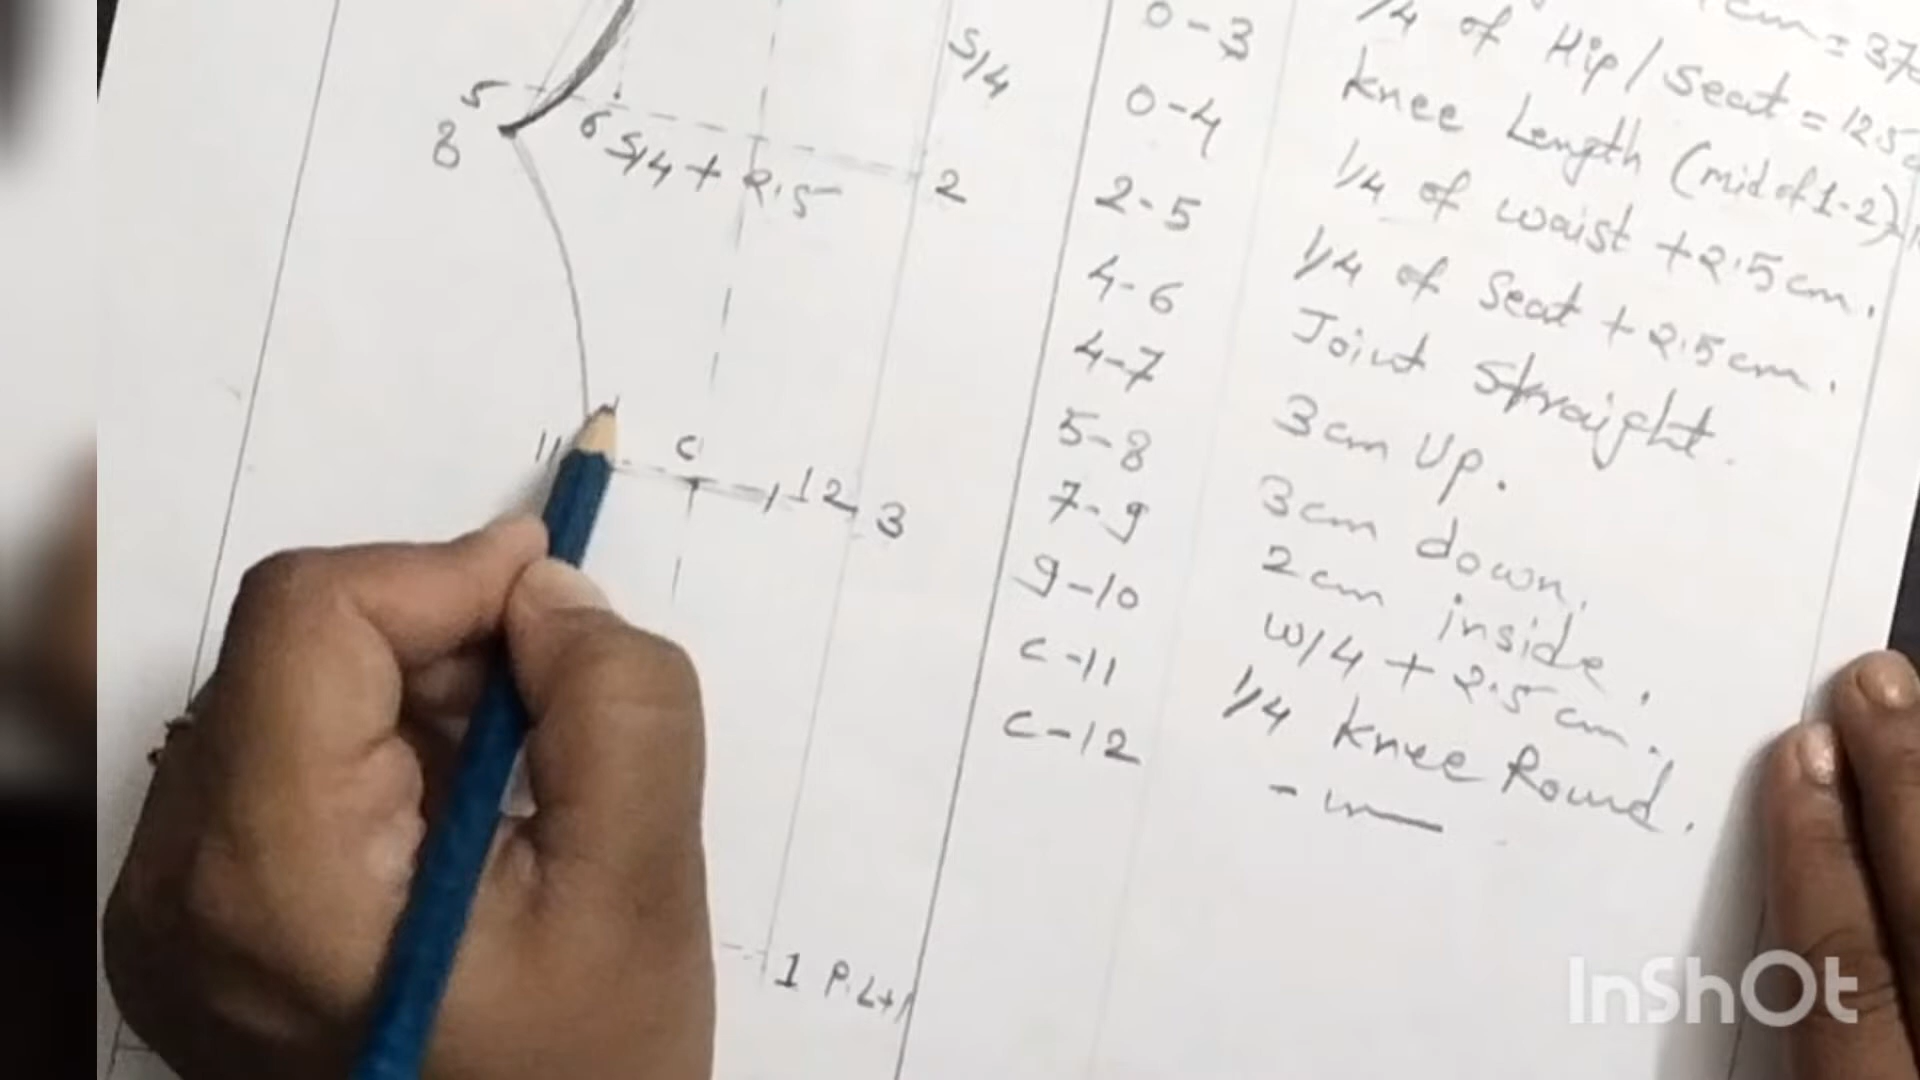 cm = 37
0-3 1/4 of Hip/Seat = 12.5
0-4 Knee Length (mid of 1-2)
2-5 1/4 of waist + 2.5 cm.
4-6 1/4 of Seat + 2.5 cm.
4-7 Joint Straight.
5-8 3 cm Up.
7-9 3 cm down.
9-10 2 cm inside.
C-11 W/4 + 2.5 cm.
C-12 1/4 Knee Round.
S/4
5
8
6
S/4 + 2.5
2
11
C
12
3
1 P.L+1
InShOt